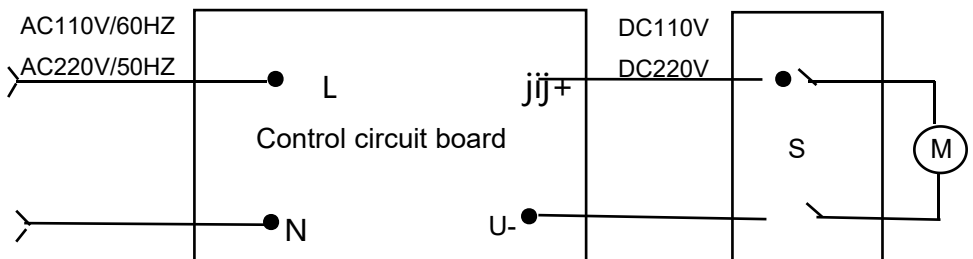 AC110V/60HZ
AC220V/50HZ
L
N
Control circuit board
jij+
U-
DC110V
DC220V
S
M